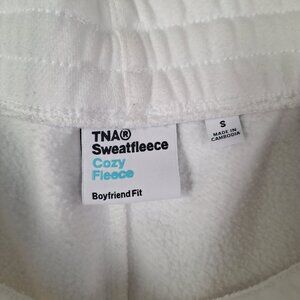 TNA®
Sweatfleece
Cozy
Fleece
Boyfriend Fit
S
MADE IN
CAMBODIA